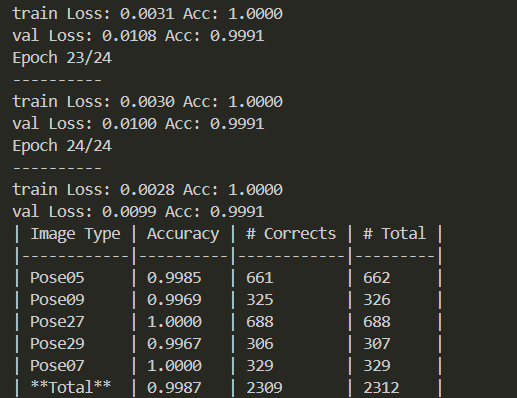 train Loss: 0.0031 Acc: 1.0000
val Loss: 0.0108 Acc: 0.9991
Epoch 23/24
----------
train Loss: 0.0030 Acc: 1.0000
val Loss: 0.0100 Acc: 0.9991
Epoch 24/24
----------
train Loss: 0.0028 Acc: 1.0000
val Loss: 0.0099 Acc: 0.9991
| Image Type | Accuracy | # Corrects | # Total |
|------------|----------|------------|---------|
| Pose05     | 0.9985   | 661        | 662     |
| Pose09     | 0.9969   | 325        | 326     |
| Pose27     | 1.0000   | 688        | 688     |
| Pose29     | 0.9967   | 306        | 307     |
| Pose07     | 1.0000   | 329        | 329     |
| **Total**  | 0.9987   | 2309       | 2312    |